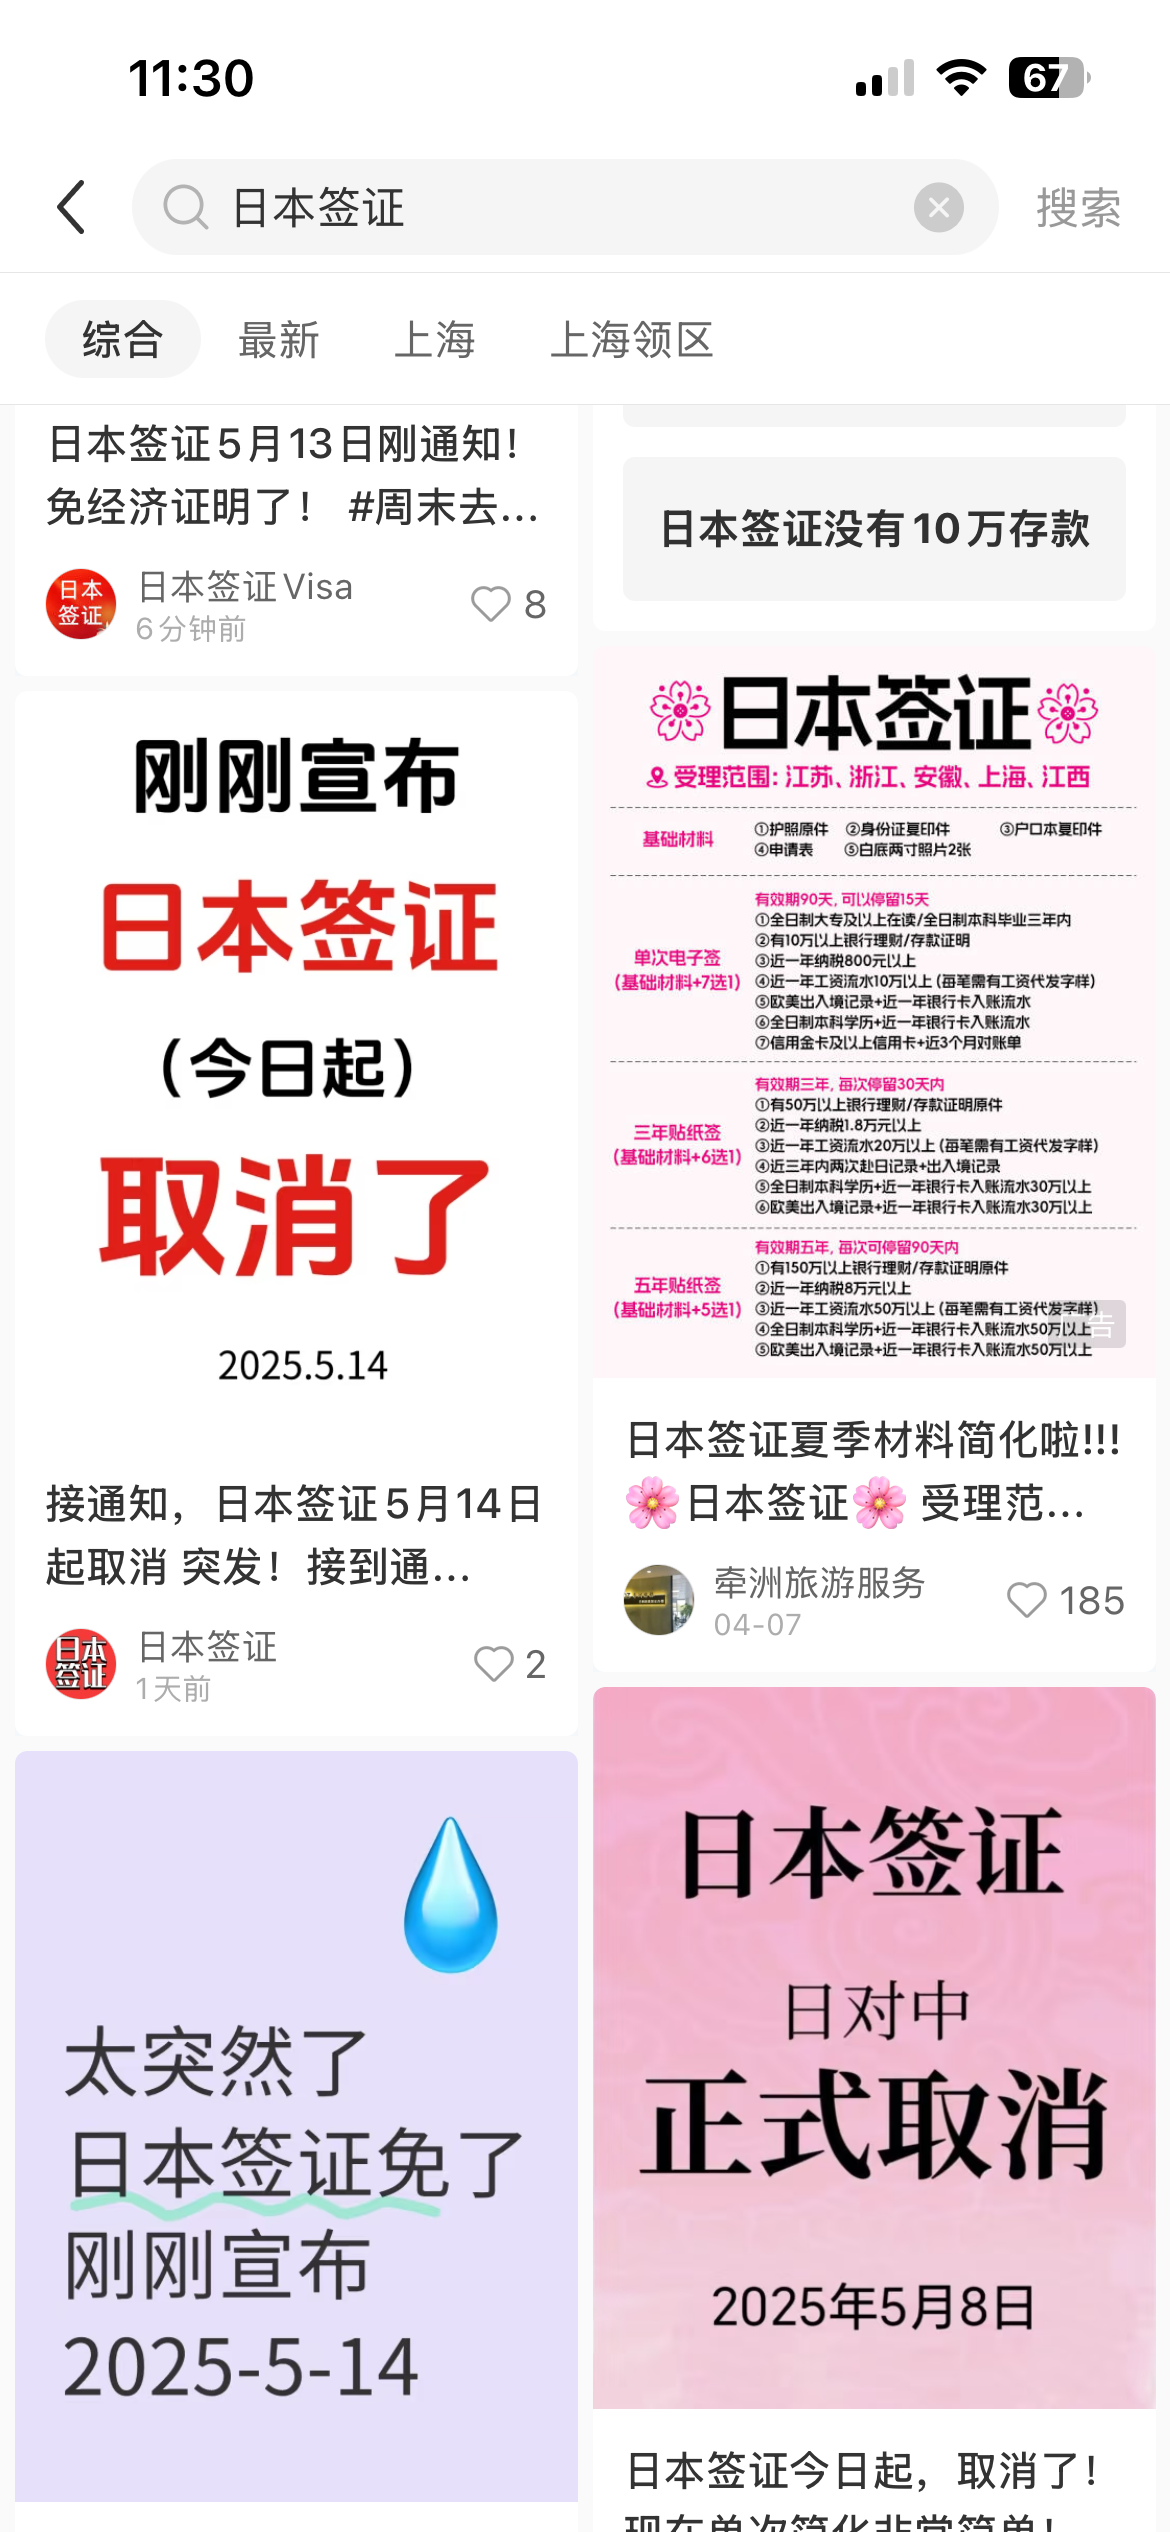 11:30
67
日本签证
搜索
综合
最新
上海
上海领区
日本签证5月13日刚通知！
免经济证明了！ #周末去...
日本
签证
日本签证Visa
6分钟前
8
刚刚宣布
日本签证
（今日起）
取消了
2025.5.14
接通知，日本签证5月14日
起取消 突发！接到通...
日本
签证
日本签证
1天前
2
太突然了
日本签证免了
刚刚宣布
2025-5-14
日本签证没有10万存款
日本签证
受理范围：江苏、浙江、安徽、上海、江西
基础材料
①护照原件 ②身份证复印件 ③户口本复印件
④申请表 ⑤白底两寸照片2张
单次电子签
(基础材料+7选1)
有效期90天，可以停留15天
①全日制大专及以上在读/全日制本科毕业三年内
②有10万以上银行理财/存款证明
③近一年纳税800元以上
④近一年工资流水10万以上 (每笔需有工资代发字样)
⑤欧美出入境记录+近一年银行卡入账流水
⑥全日制本科学历+近一年银行卡入账流水
⑦信用金卡及以上信用卡+近3个月对账单
三年贴纸签
(基础材料+6选1)
有效期三年，每次停留30天内
①有50万以上银行理财/存款证明原件
②近一年纳税1.8万元以上
③近一年工资流水20万以上 (每笔需有工资代发字样)
④近三年内两次赴日记录+出入境记录
⑤全日制本科学历+近一年银行卡入账流水30万以上
⑥欧美出入境记录+近一年银行卡入账流水30万以上
五年贴纸签
(基础材料+5选1)
有效期五年，每次可停留90天内
①有150万以上银行理财/存款证明原件
②近一年纳税8万元以上
③近一年工资流水50万以上 (每笔需有工资代发字样)
④全日制本科学历+近一年银行卡入账流水50万以上
⑤欧美出入境记录+近一年银行卡入账流水50万以上
广告
日本签证夏季材料简化啦!!!
🌸日本签证🌸 受理范...
牵洲旅游服务
04-07
185
日本签证
日对中
正式取消
2025年5月8日
日本签证今日起，取消了！
现在单次简化非常简单！